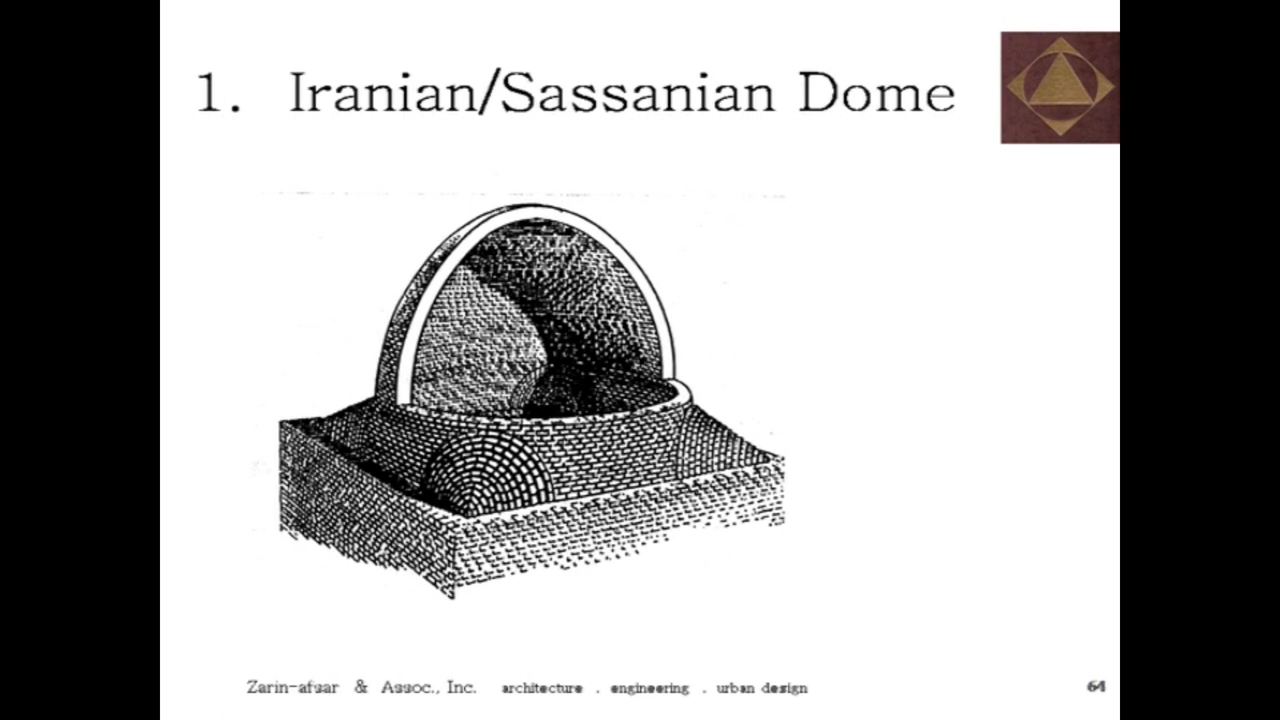 1. Iranian/Sassanian Dome
Zarin-afsar & Assoc., Inc. architecture . engineering . urban design 64